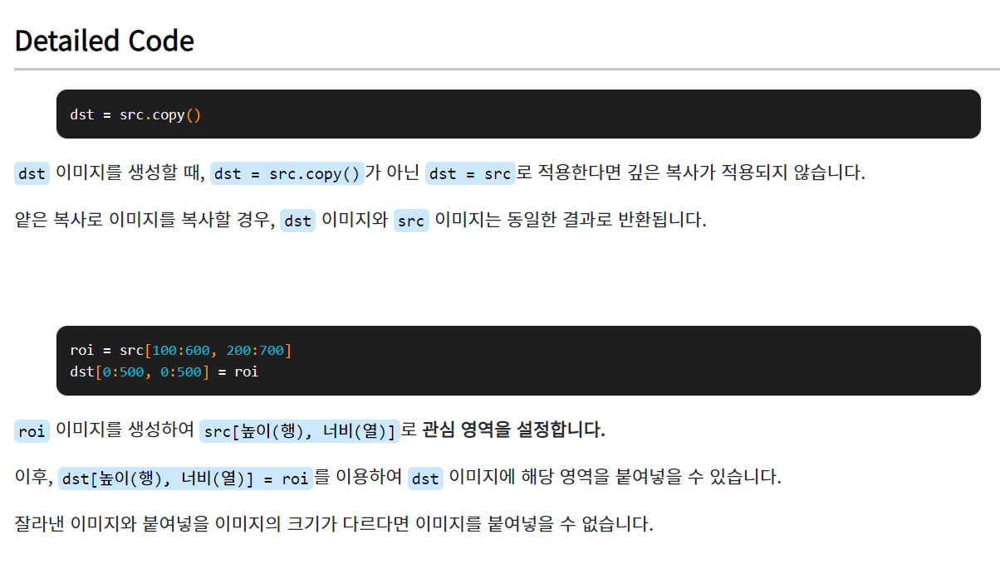 Detailed Code
dst = src.copy()
dst 이미지를 생성할 때, dst = src.copy()가 아닌 dst = src로 적용한다면 깊은 복사가 적용되지 않습니다.
얕은 복사로 이미지를 복사할 경우, dst 이미지와 src 이미지는 동일한 결과로 반환됩니다.
roi = src[100:600, 200:700]
dst[0:500, 0:500] = roi
roi 이미지를 생성하여 src[높이(행), 너비(열)]로 관심 영역을 설정합니다.
이후, dst[높이(행), 너비(열)] = roi를 이용하여 dst 이미지에 해당 영역을 붙여넣을 수 있습니다.
잘라낸 이미지와 붙여넣을 이미지의 크기가 다르다면 이미지를 붙여넣을 수 없습니다.